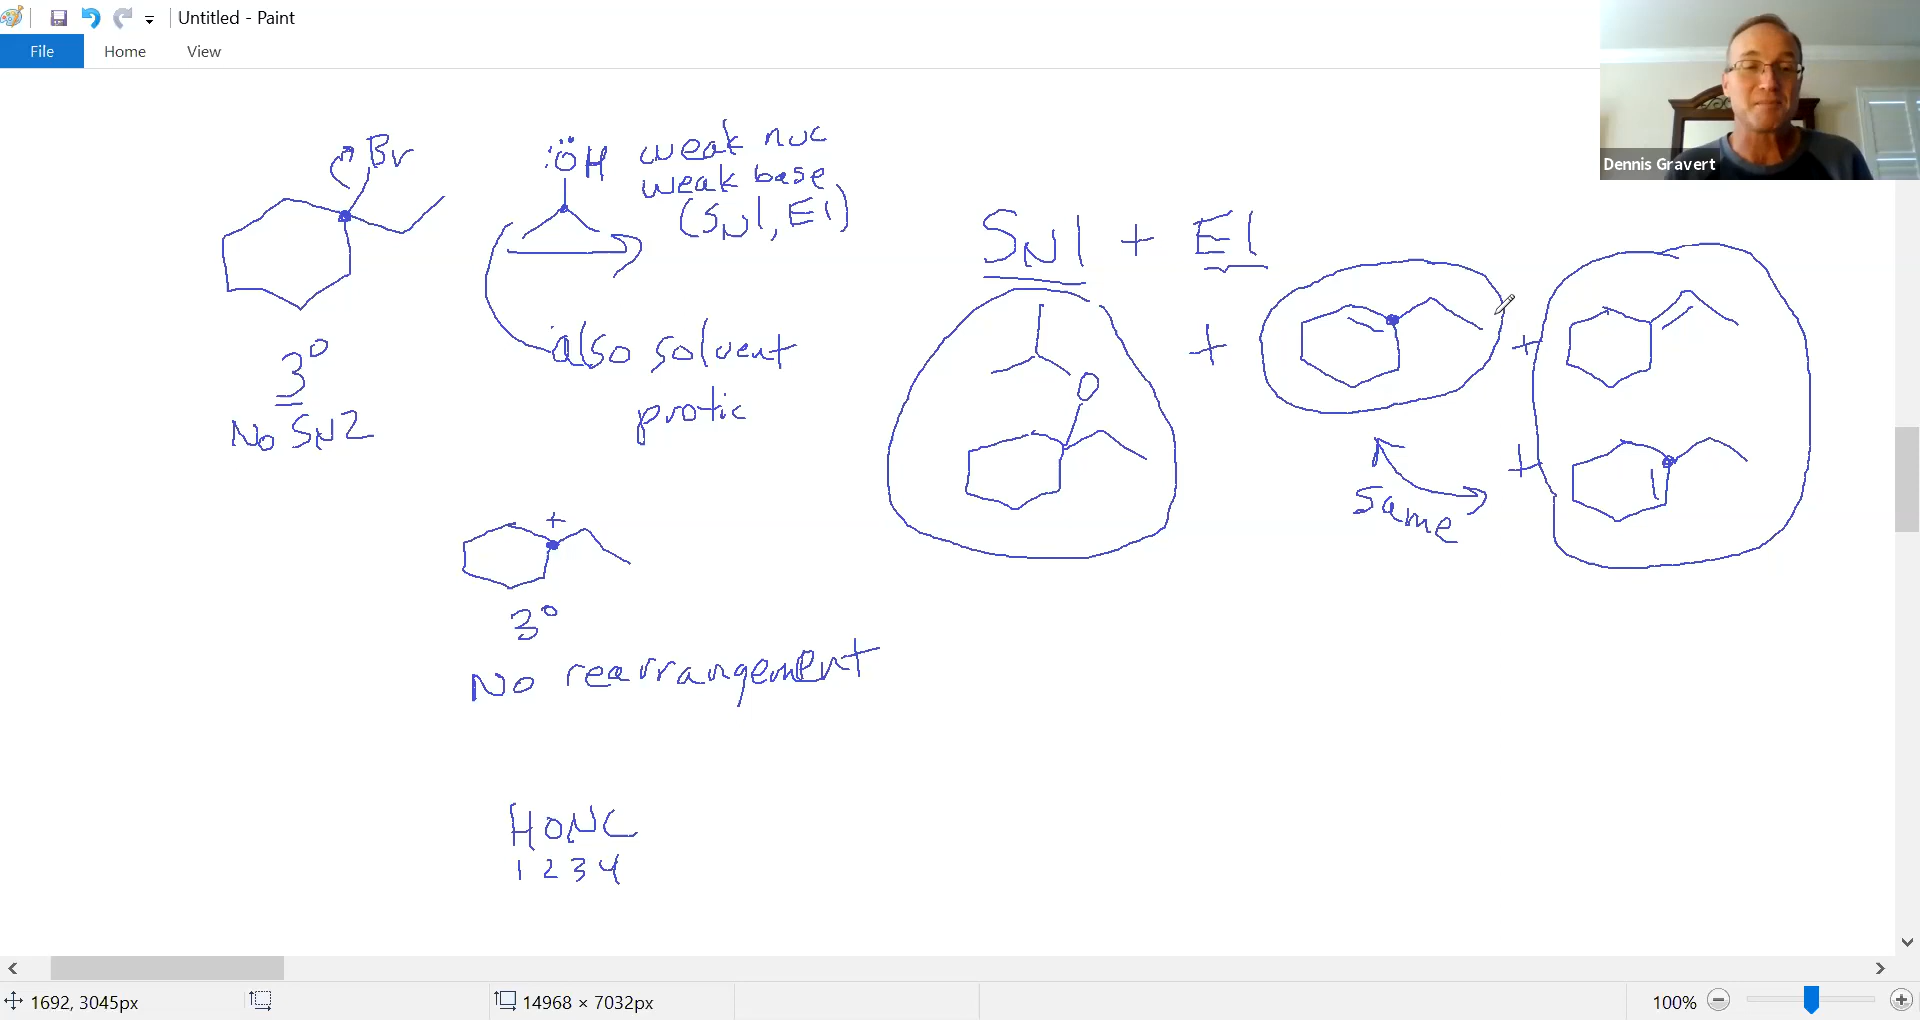 Untitled - Paint
File Home View
Dennis Gravert
Br
:ÖH
weak nuc
weak base
(SN1, E1)
SN1 + E1
3°
No SN2
also solvent
protic
O
+
+
+
same
+
3°
No rearrangement
HONC
1 2 3 4
1692, 3045px
14968 × 7032px
100%